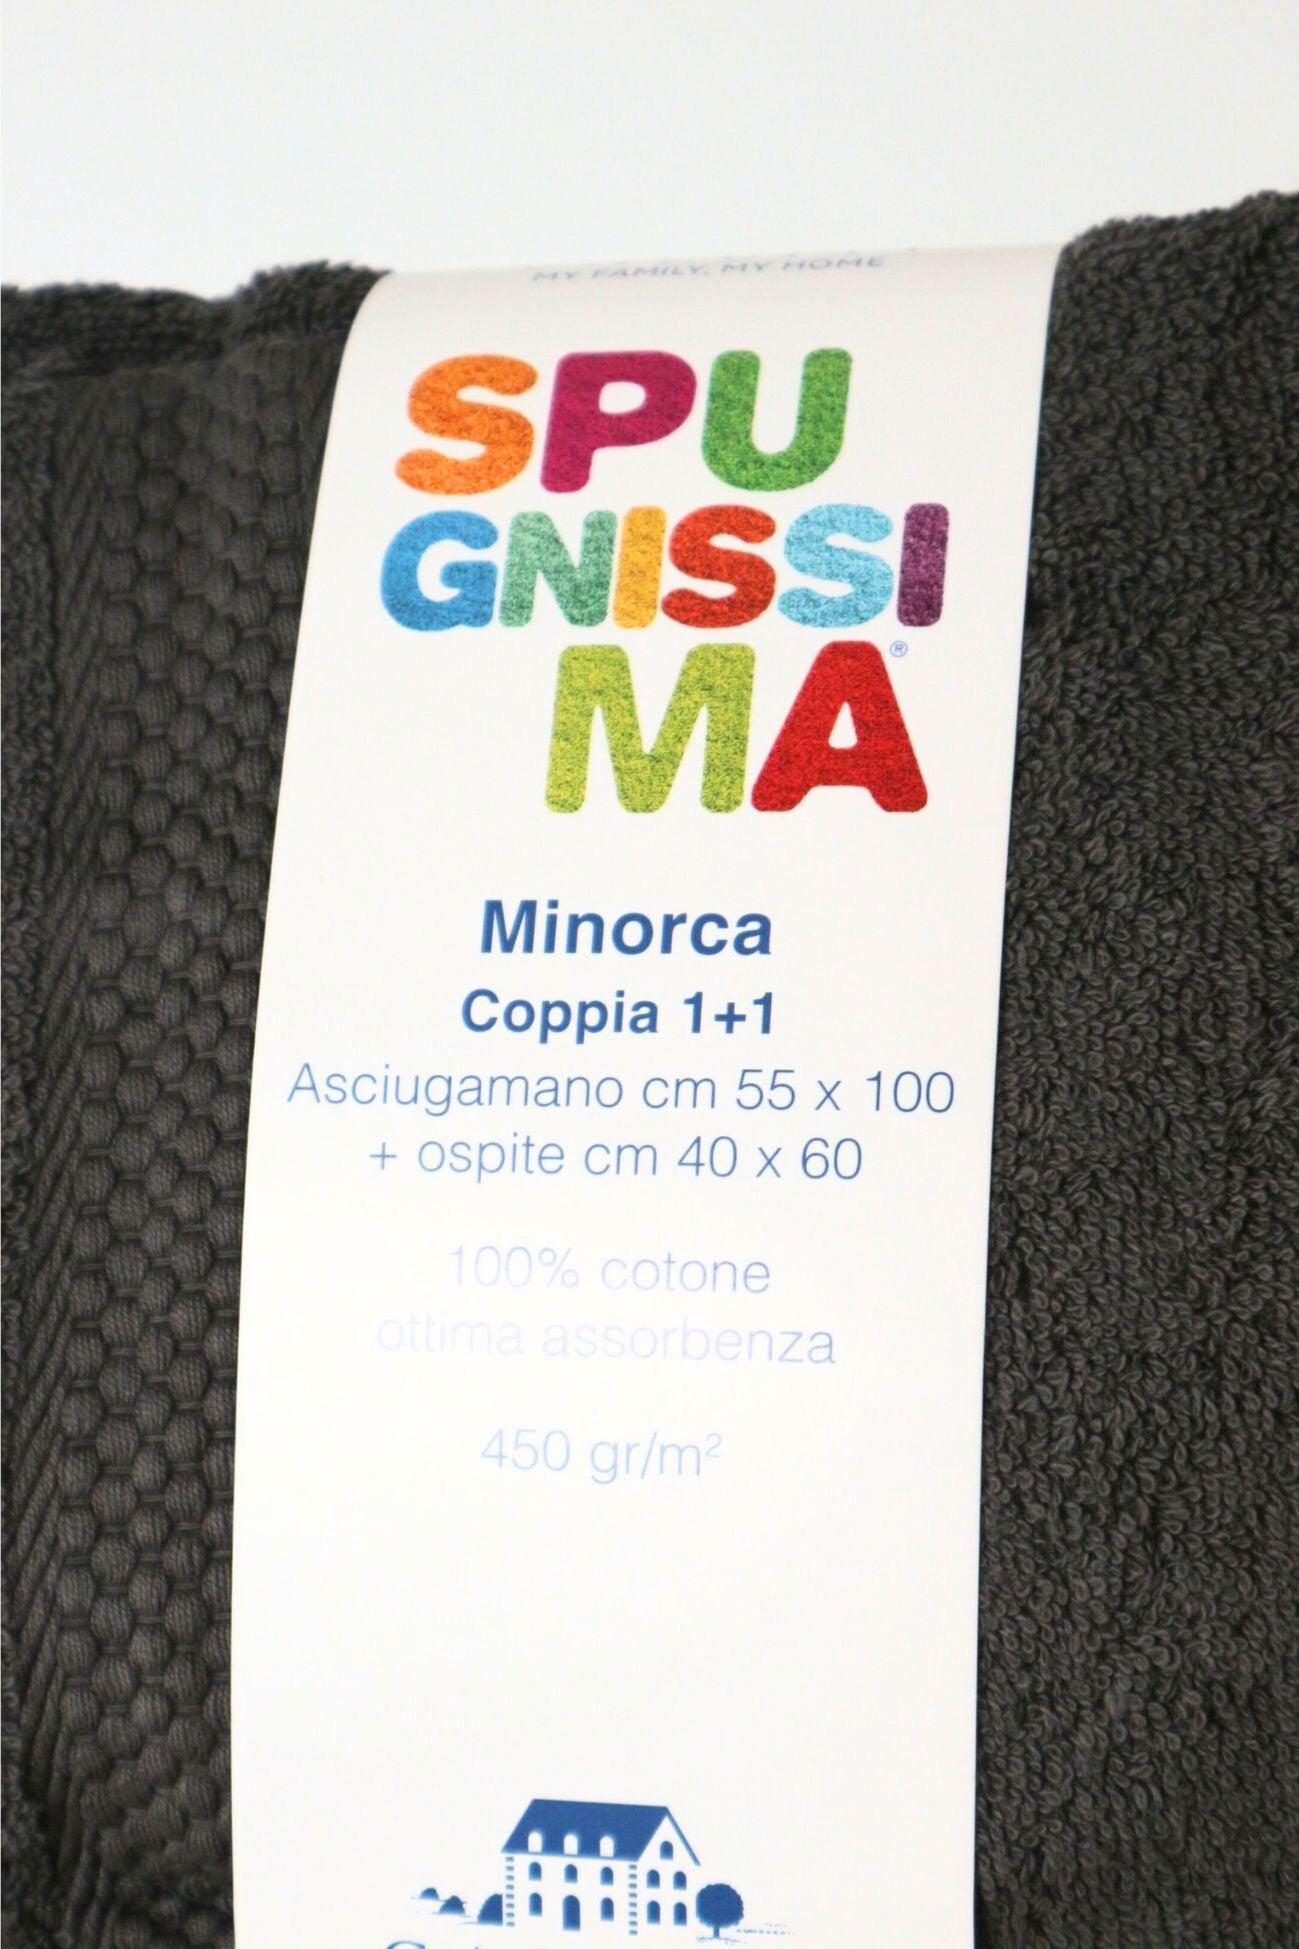 MY FAMILY, MY HOME
SPU
GNISSI
MA®
Minorca
Coppia 1+1
Asciugamano cm 55 x 100
+ ospite cm 40 x 60
100% cotone
ottima assorbenza
450 gr/m²